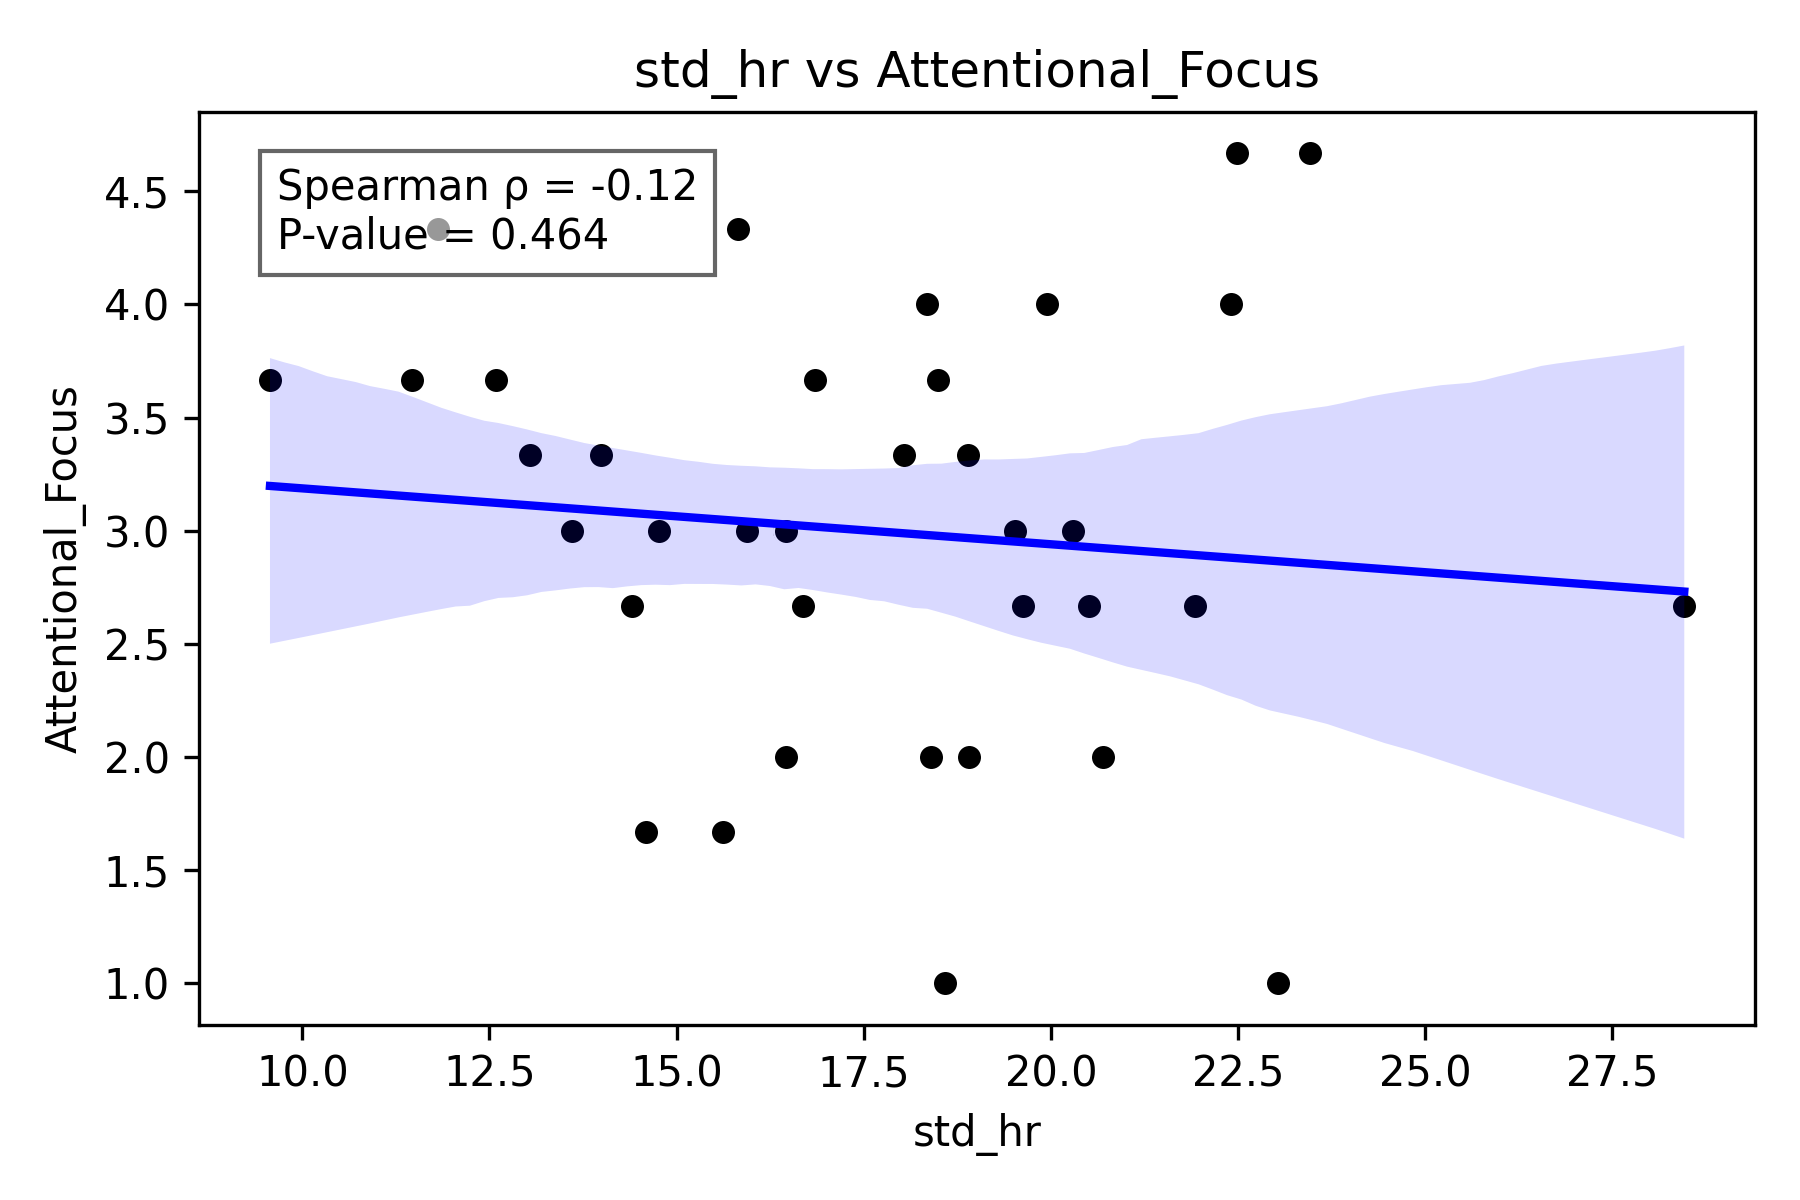 std_hr vs Attentional_Focus
Spearman ρ = -0.12
P-value = 0.464
4.5
4.0
3.5
3.0
2.5
2.0
1.5
1.0
Attentional_Focus
10.0 12.5 15.0 17.5 20.0 22.5 25.0 27.5
std_hr